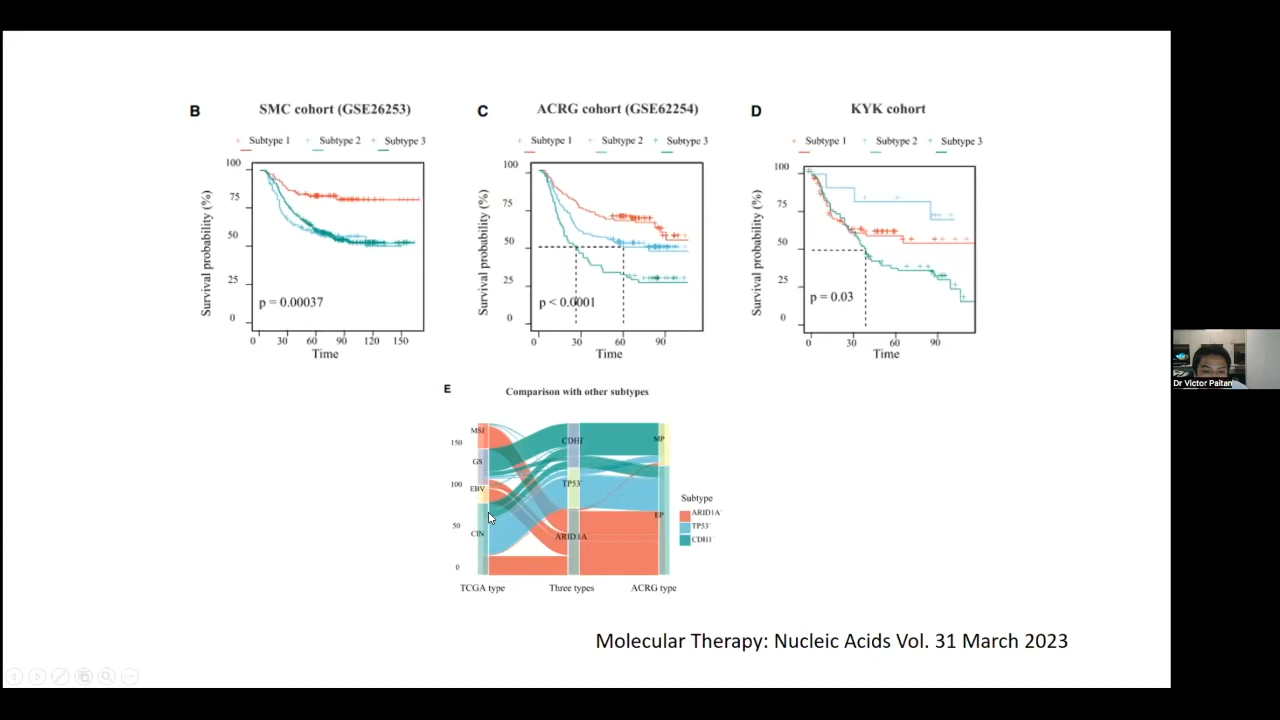 B SMC cohort (GSE26253)
Subtype 1 Subtype 2 Subtype 3
Survival probability (%)
100
75
50
25
0
p = 0.00037
0 30 60 90 120 150
Time
C ACRG cohort (GSE62254)
Subtype 1 Subtype 2 Subtype 3
Survival probability (%)
100
75
50
25
0
p < 0.0001
0 30 60 90
Time
D KYK cohort
Subtype 1 Subtype 2 Subtype 3
Survival probability (%)
100
75
50
25
0
p = 0.03
0 30 60 90
Time
E Comparison with other subtypes
150
100
50
0
MSI
GS
EBV
CIN
CDH1-
TP53-
ARID1A-
MP
EP
TCGA type Three types ACRG type
Subtype
ARID1A-
TP53-
CDH1-
Molecular Therapy: Nucleic Acids Vol. 31 March 2023
Dr Victor Paitan